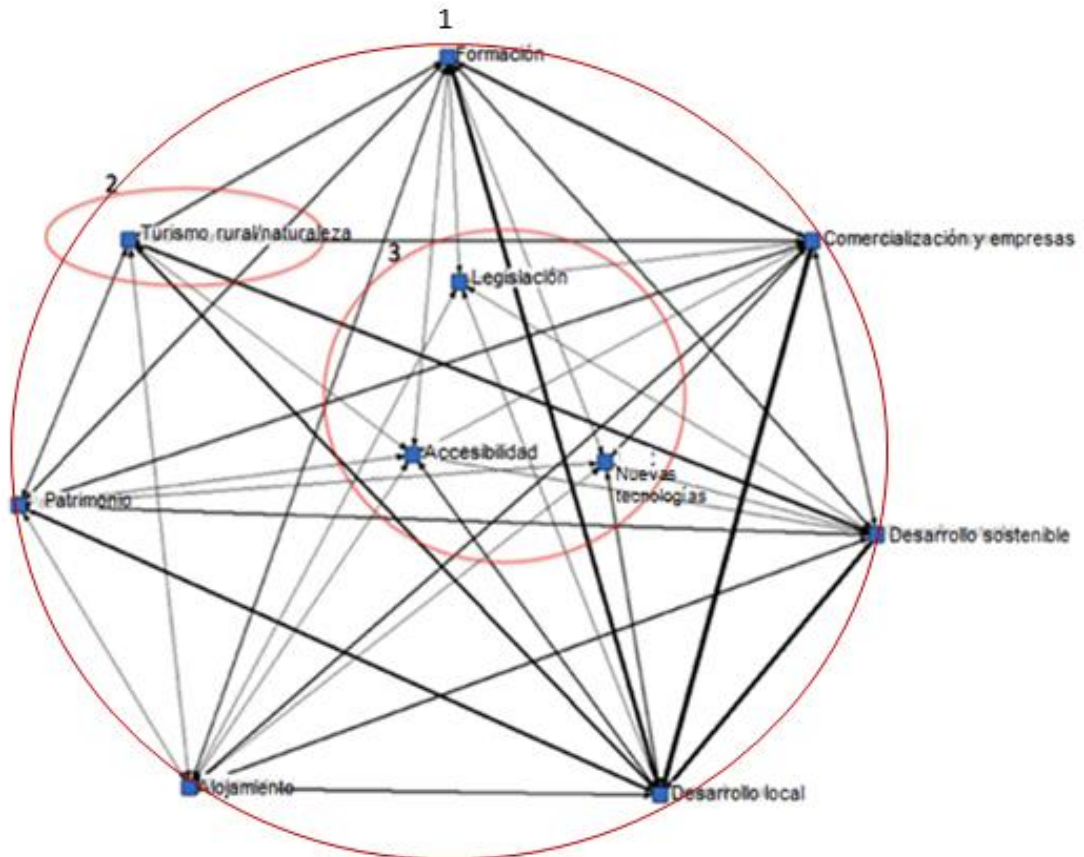 1
Formación
2
Turismo rural/naturaleza
Comercialización y empresas
3
Legislación
Accesibilidad
Nuevas
tecnologías
Patrimonio
Desarrollo sostenible
Alojamiento
Desarrollo local